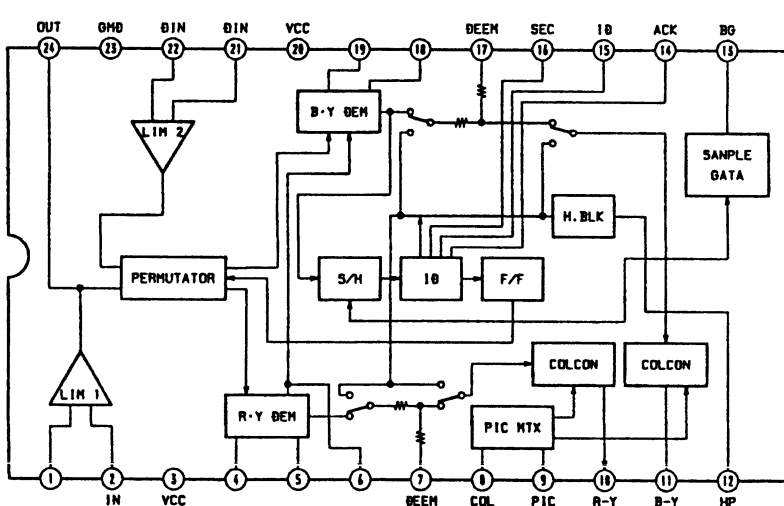 OUT GMD DIN DIN VCC DEEM SEC ID ACK BG
24 23 22 21 20 19 18 17 16 15 14 13
LIM 2
B·Y DEM
SANPLE
GATA
H.BLK
PERMUTATOR
S/H
ID
F/F
LIM 1
R·Y DEM
COLCON
COLCON
PIC MTX
1 2 3 4 5 6 7 8 9 10 11 12
IN VCC DEEM COL PIC R-Y B-Y HP